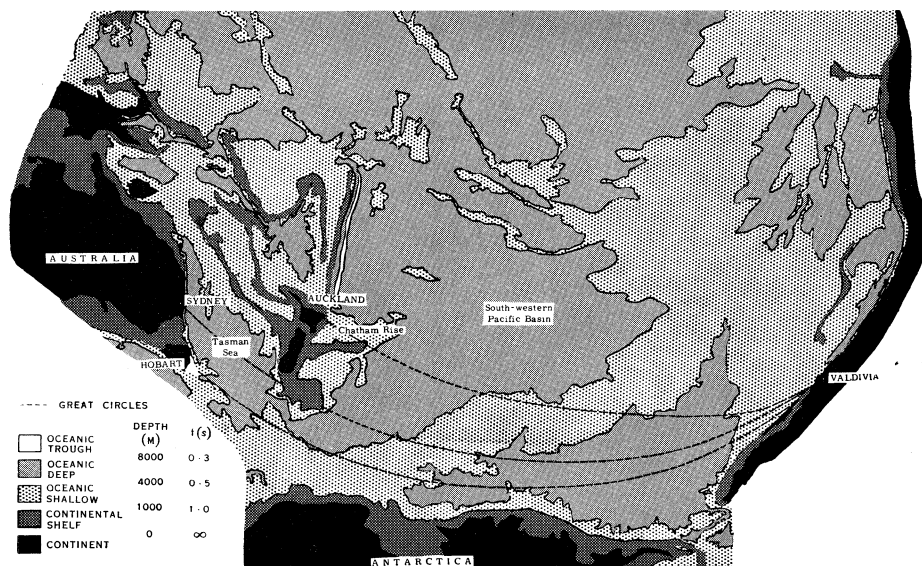 AUSTRALIA
SYDNEY
AUCKLAND
Chatham Rise
South-western
Pacific Basin
Tasman
Sea
HOBART
VALDIVIA
---- GREAT CIRCLES
DEPTH
(M) t(s)
OCEANIC
TROUGH
8000 0·3
OCEANIC
DEEP
4000 0·5
OCEANIC
SHALLOW
1000 1·0
CONTINENTAL
SHELF
0 ∞
CONTINENT
ANTARCTICA